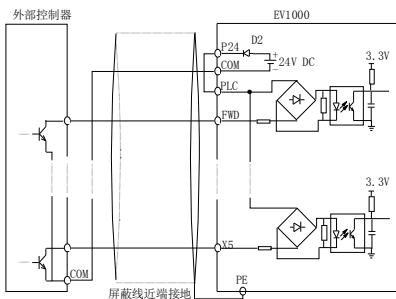 外部控制器
EV1000
P24
D2
3.3V
+
24V DC
-
COM
PLC
FWD
3.3V
X5
COM
PE
屏蔽线近端接地